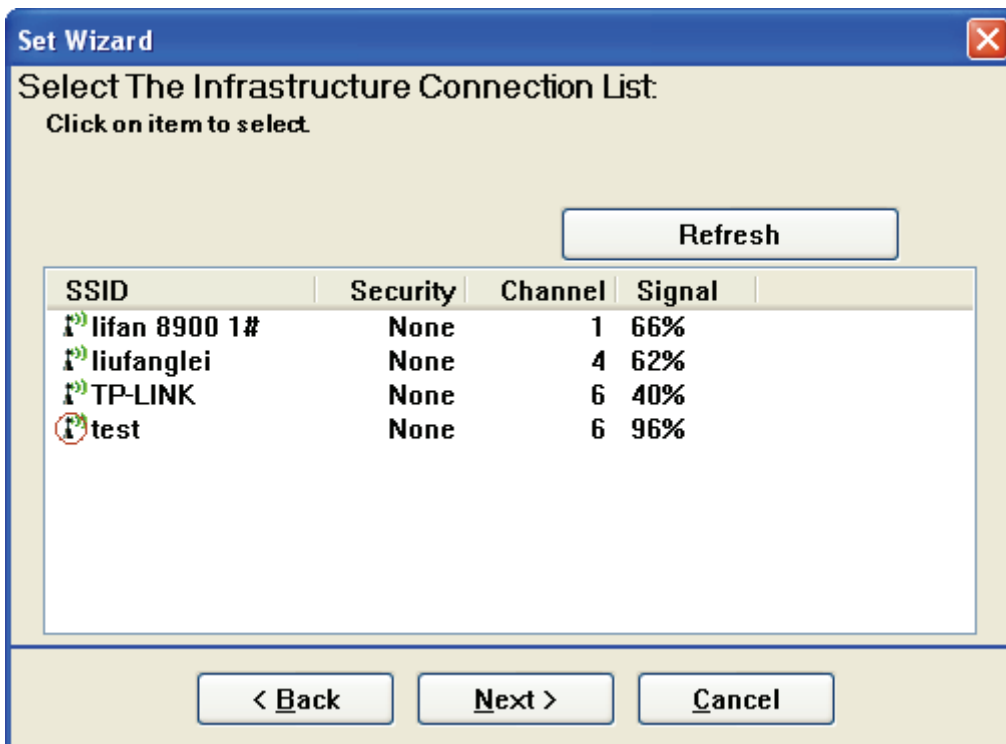 Set Wizard
Select The Infrastructure Connection List:
Click on item to select.
Refresh
SSID Security Channel Signal
lifan 8900 1# None 1 66%
liufanglei None 4 62%
TP-LINK None 6 40%
test None 6 96%
< Back Next > Cancel